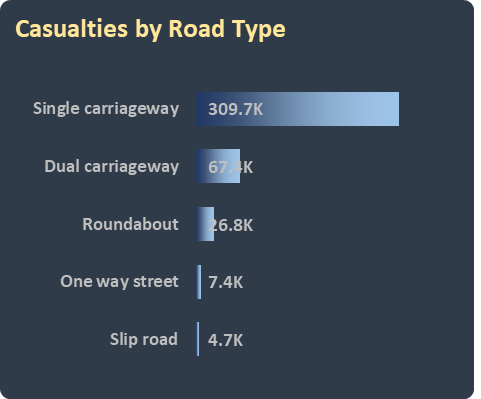 Casualties by Road Type
Single carriageway 309.7K
Dual carriageway 67.4K
Roundabout 26.8K
One way street 7.4K
Slip road 4.7K